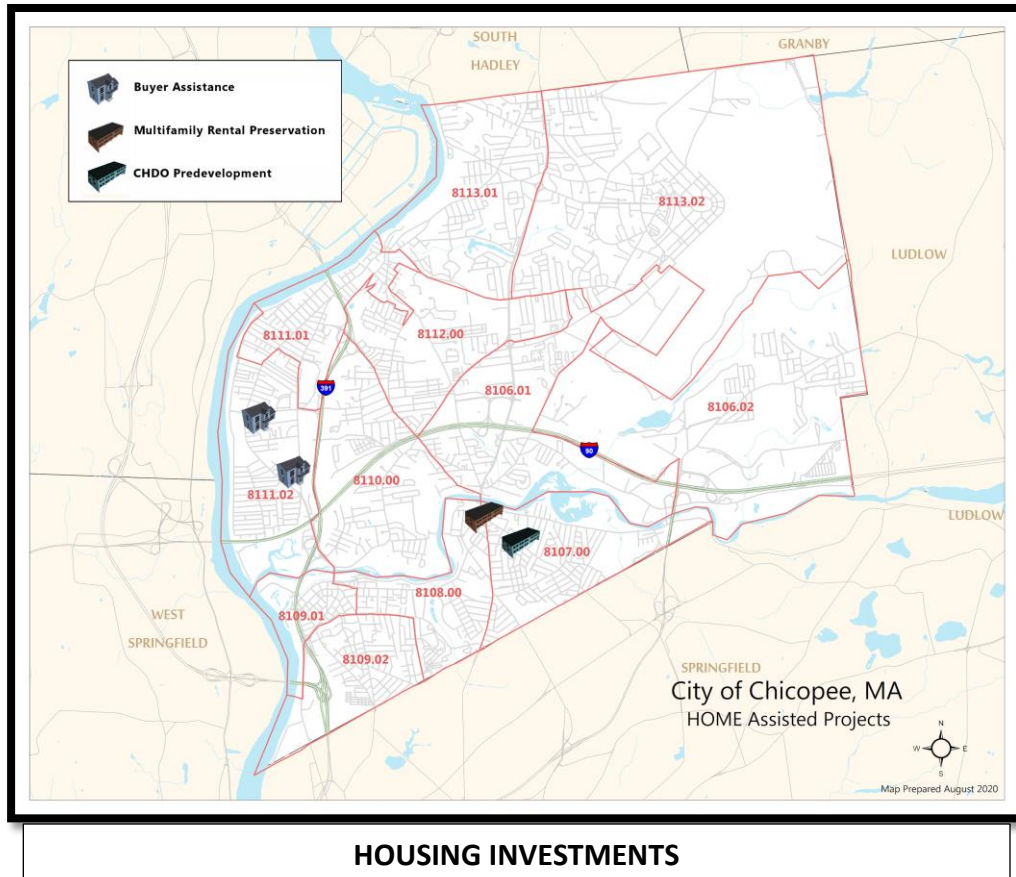 SOUTH
HADLEY
GRANBY
Buyer Assistance
Multifamily Rental Preservation
CHDO Predevelopment
8113.01
8113.02
LUDLOW
8111.01
8112.00
391
8106.01
8106.02
90
8111.02
8110.00
LUDLOW
8107.00
8108.00
WEST
SPRINGFIELD
8109.01
8109.02
SPRINGFIELD
City of Chicopee, MA
HOME Assisted Projects
N
W E
S
Map Prepared August 2020
HOUSING INVESTMENTS